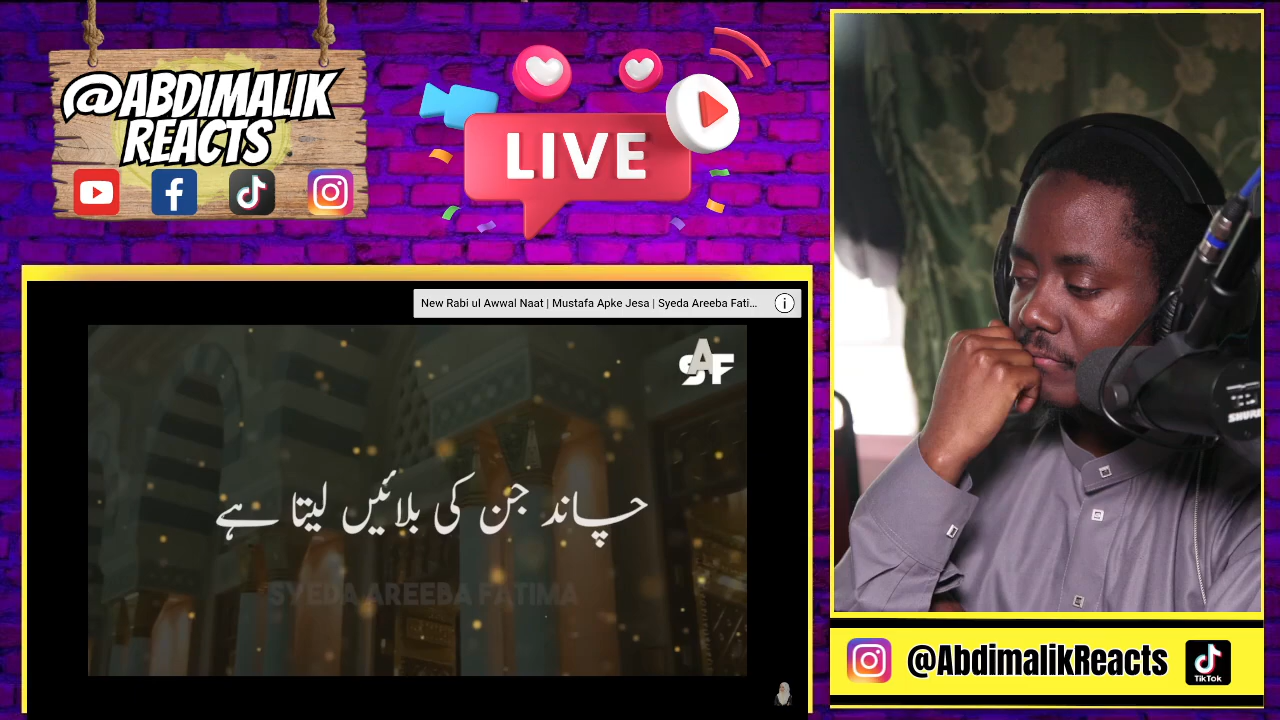 @ABDIMALIK
REACTS
LIVE
New Rabi ul Awwal Naat | Mustafa Apke Jesa | Syeda Areeba Fati...
SAF
چاند جن کی بلائیں لیتا ہے
SYEDA AREEBA FATIMA
SHURE
@AbdimalikReacts
TikTok